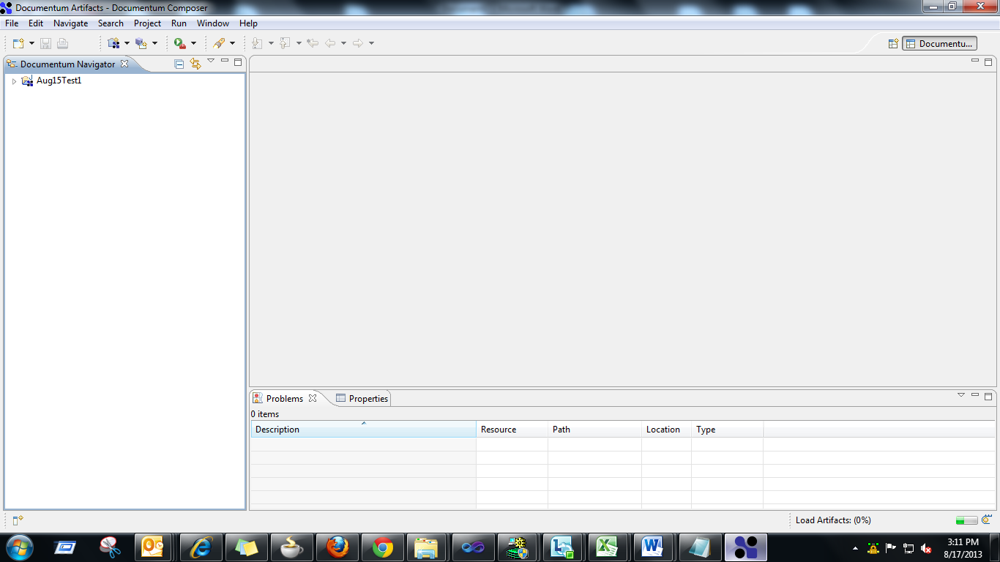 Documentum Artifacts - Documentum Composer
File Edit Navigate Search Project Run Window Help
Documentu...
Documentum Navigator
Aug15Test1
Problems Properties
0 items
Description Resource Path Location Type
Load Artifacts: (0%)
3:11 PM
8/17/2013